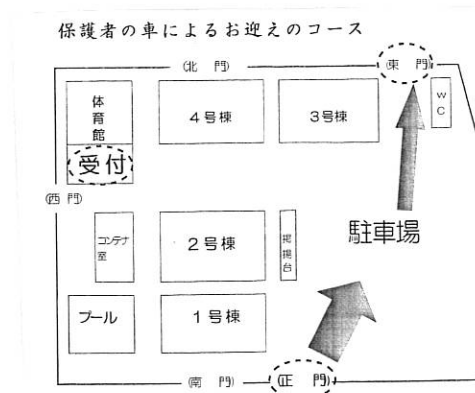 保護者の車によるお迎えのコース
(北 門)
(東 門)
体育館
4号棟
3号棟
WC
受付
(西門)
駐車場
コンテナ室
2号棟
掲揚台
プール
1号棟
(南 門)
(正 門)